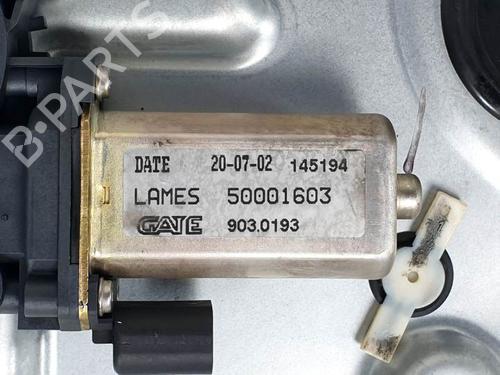 B-PARTS
DATE 20-07-02 145194
LAMES 50001603
GATE 903.0193